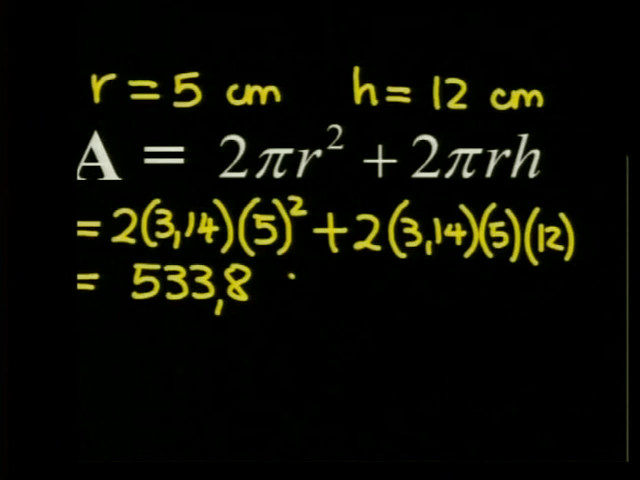 r = 5 cm h = 12 cm
A = 2πr² + 2πrh
= 2(3,14)(5)² + 2(3,14)(5)(12)
= 533,8